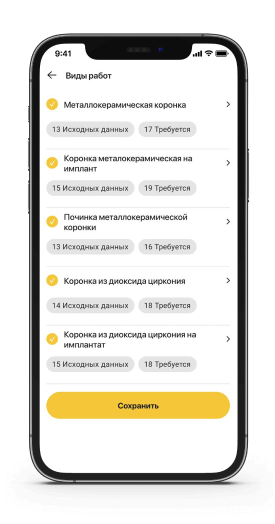 9:41
Виды работ
Металлокерамическая коронка
13 Исходных данных 17 Требуется
Коронка металокерамическая на
имплант
15 Исходных данных 19 Требуется
Починка металлокерамической
коронки
13 Исходных данных 16 Требуется
Коронка из диоксида циркония
14 Исходных данных 18 Требуется
Коронка из диоксида циркония на
имплантат
15 Исходных данных 18 Требуется
Сохранить